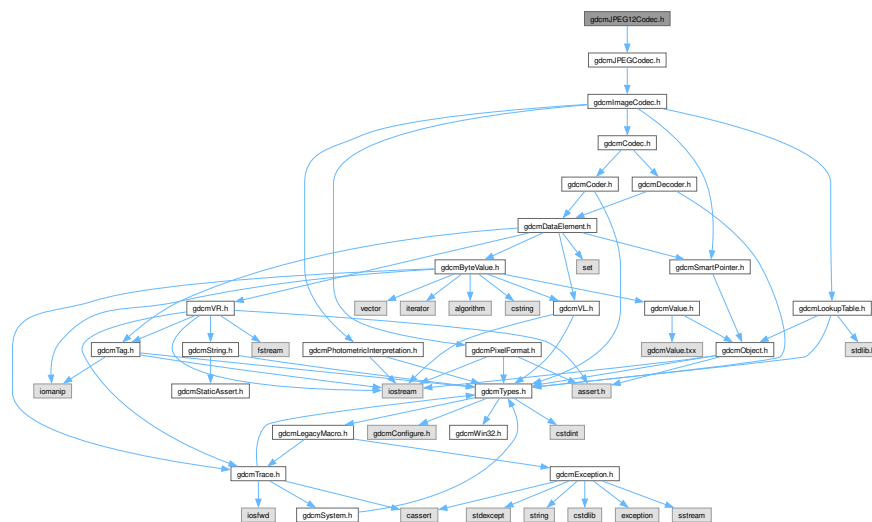 gdcmJPEG12Codec.h
gdcmJPEGCodec.h
gdcmImageCodec.h
gdcmCodec.h
gdcmCoder.h
gdcmDecoder.h
gdcmDataElement.h
gdcmByteValue.h
set
gdcmSmartPointer.h
gdcmVR.h
vector
iterator
algorithm
cstring
gdcmVL.h
gdcmValue.h
gdcmLookupTable.h
gdcmTag.h
gdcmString.h
fstream
gdcmPhotometricInterpretation.h
gdcmPixelFormat.h
gdcmValue.txx
gdcmObject.h
stdlib.h
iomanip
gdcmStaticAssert.h
iostream
gdcmTypes.h
assert.h
gdcmLegacyMacro.h
gdcmConfigure.h
gdcmWin32.h
cstdint
gdcmTrace.h
gdcmException.h
iosfwd
gdcmSystem.h
cassert
stdexcept
string
cstdlib
exception
sstream